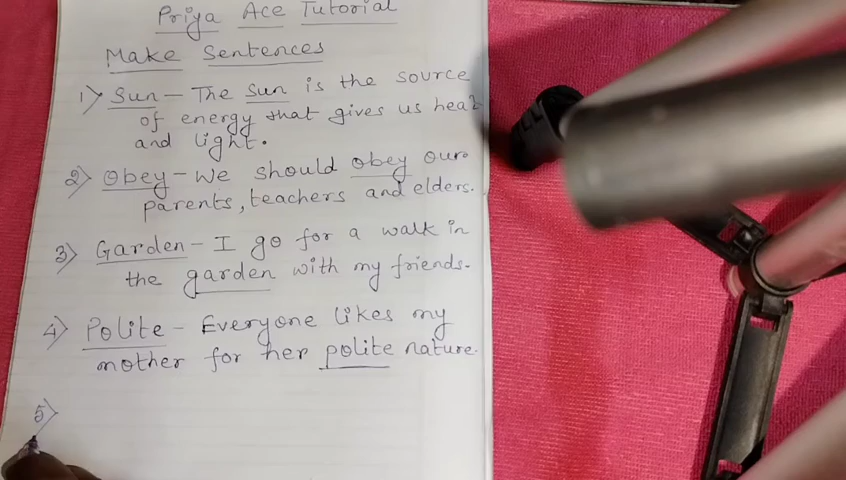 Priya Ace Tutorial
Make Sentences
1) Sun - The sun is the source
of energy that gives us heat
and light.
2) Obey - We should obey our
parents, teachers and elders.
3) Garden - I go for a walk in
the garden with my friends.
4) Polite - Everyone likes my
mother for her polite nature.
5)